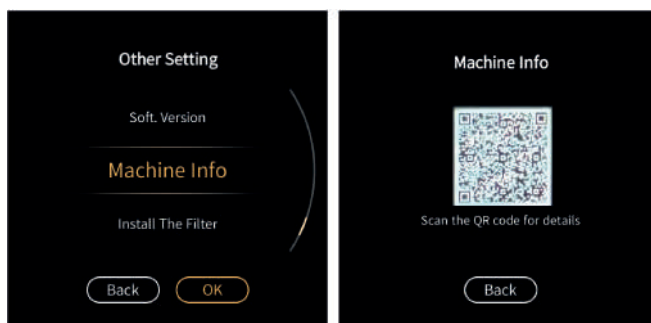 Other Setting
Soft. Version
Machine Info
Install The Filter
Back
OK
Machine Info
Scan the QR code for details
Back